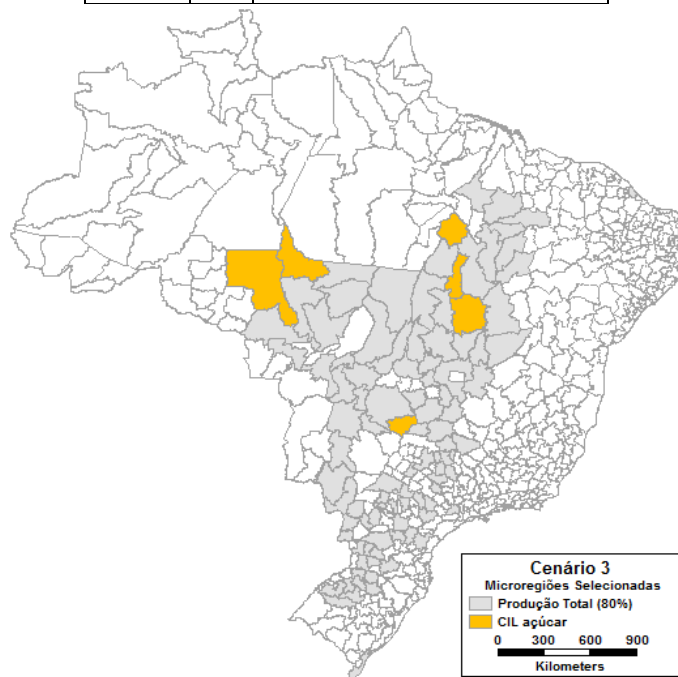 Cenário 3
Microregiões Selecionadas
Produção Total (80%)
CIL açúcar
0 300 600 900
Kilometers